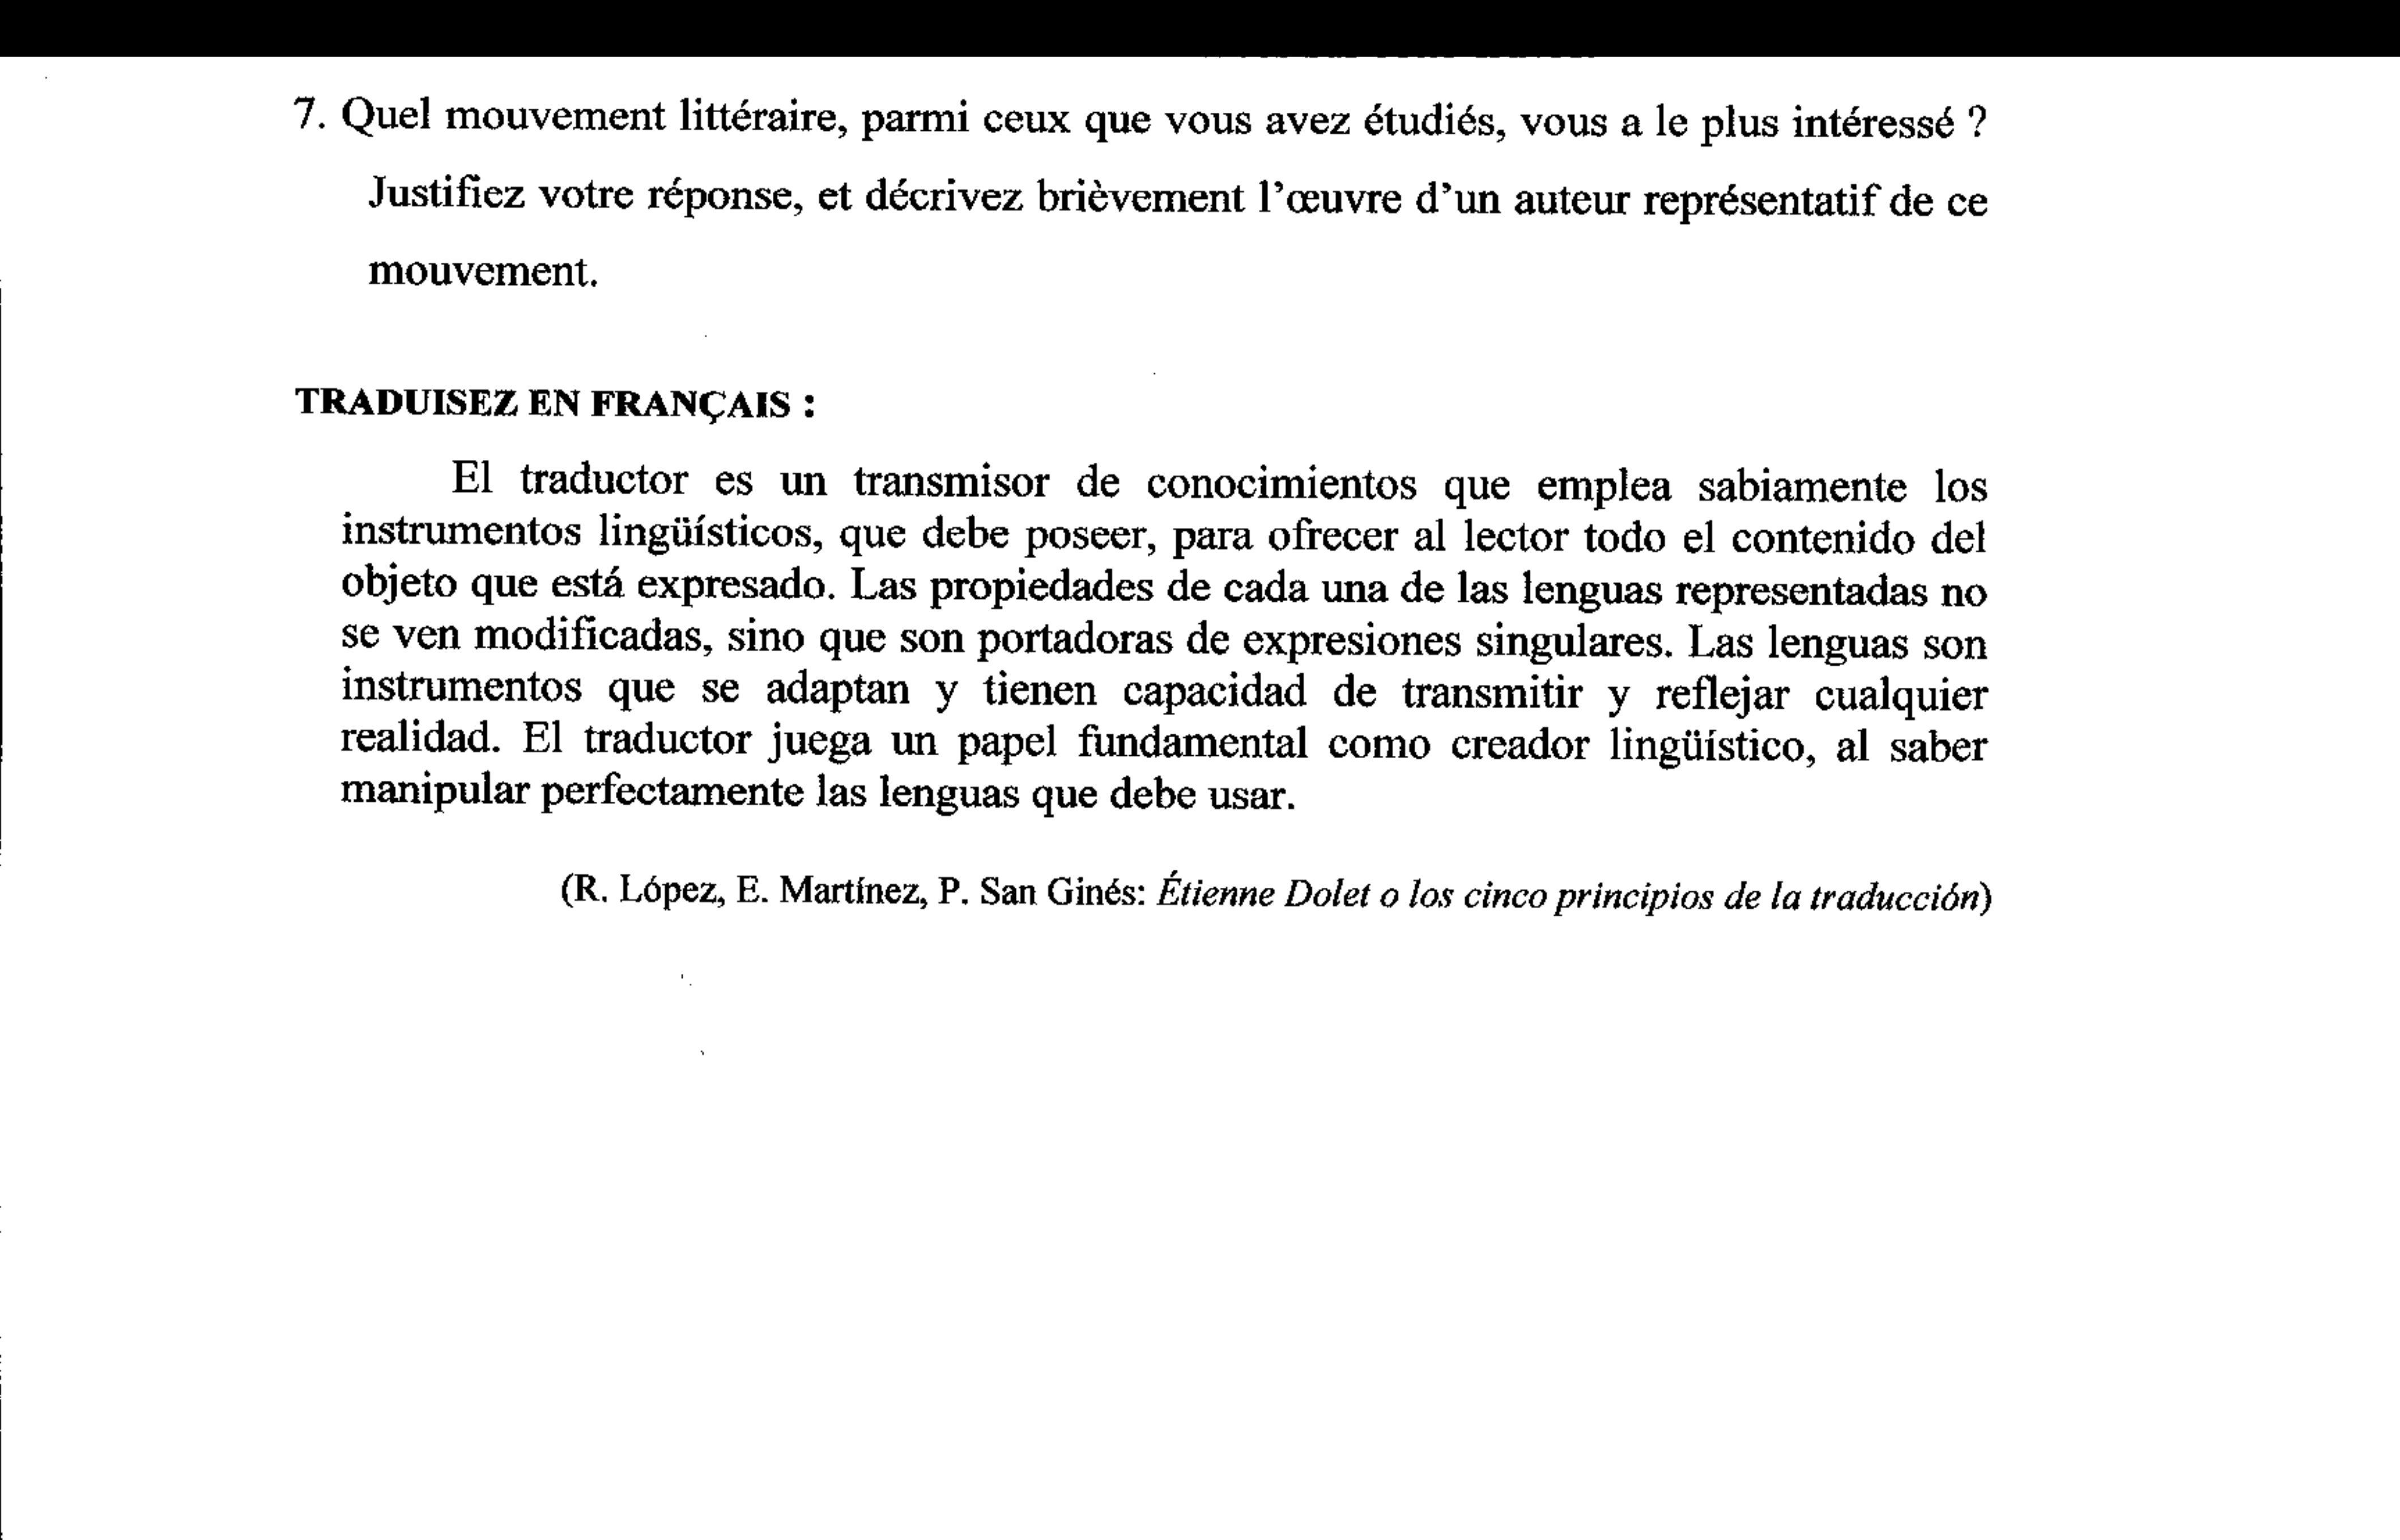 7. Quel mouvement littéraire, parmi ceux que vous avez étudiés, vous a le plus intéressé ?
Justifiez votre réponse, et décrivez brièvement l'œuvre d'un auteur représentatif de ce
mouvement.
TRADUISEZ EN FRANÇAIS :
El traductor es un transmisor de conocimientos que emplea sabiamente los
instrumentos lingüísticos, que debe poseer, para ofrecer al lector todo el contenido del
objeto que está expresado. Las propiedades de cada una de las lenguas representadas no
se ven modificadas, sino que son portadoras de expresiones singulares. Las lenguas son
instrumentos que se adaptan y tienen capacidad de transmitir y reflejar cualquier
realidad. El traductor juega un papel fundamental como creador lingüístico, al saber
manipular perfectamente las lenguas que debe usar.
(R. López, E. Martínez, P. San Ginés: Étienne Dolet o los cinco principios de la traducción)